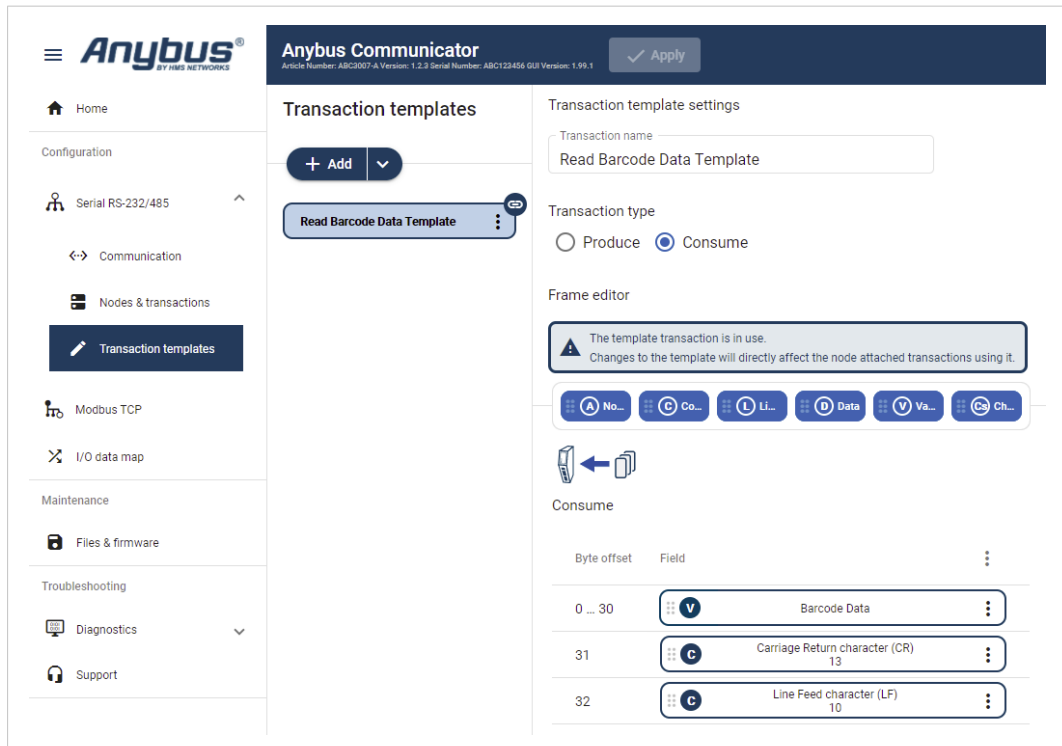 Anybus®
BY HMS NETWORKS
Anybus Communicator
Article Number: ABC3007-A Version: 1.2.3 Serial Number: ABC123456 GUI Version: 1.99.1
Apply
Home
Configuration
Serial RS-232/485
Communication
Nodes & transactions
Transaction templates
Modbus TCP
I/O data map
Maintenance
Files & firmware
Troubleshooting
Diagnostics
Support
Transaction templates
+ Add
Read Barcode Data Template
Transaction template settings
Transaction name
Read Barcode Data Template
Transaction type
Produce
Consume
Frame editor
The template transaction is in use.
Changes to the template will directly affect the node attached transactions using it.
A No... C Co... L Li... D Data V Va... Cs Ch...
Consume
Byte offset Field
0 ... 30 V Barcode Data
31 C Carriage Return character (CR)
13
32 C Line Feed character (LF)
10